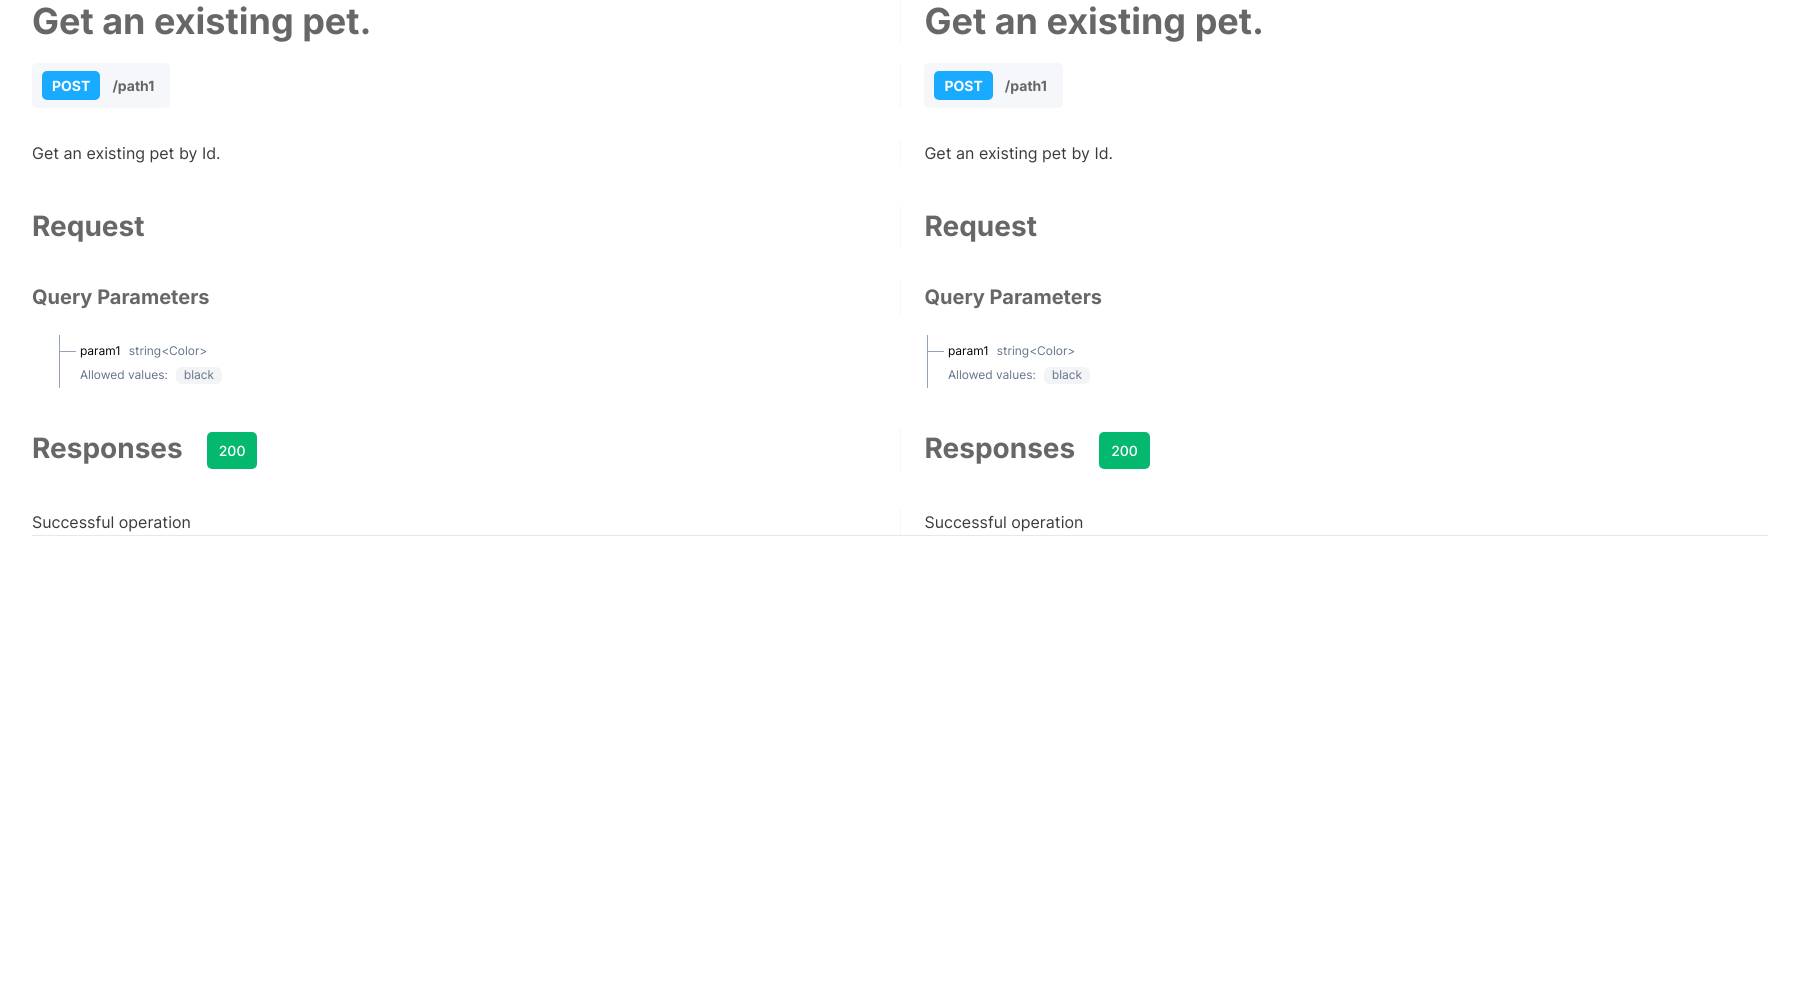 Get an existing pet.
POST /path1
Get an existing pet by Id.
Request
Query Parameters
param1 string<Color>
Allowed values: black
Responses 200
Successful operation
Get an existing pet.
POST /path1
Get an existing pet by Id.
Request
Query Parameters
param1 string<Color>
Allowed values: black
Responses 200
Successful operation